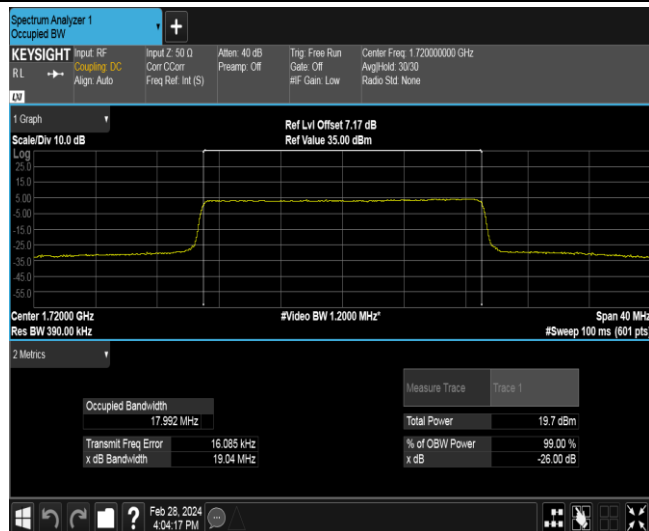 Spectrum Analyzer 1
Occupied BW
+
KEYSIGHT
RL
Input: RF
Coupling: DC
Align: Auto
Input Z: 50 Ω
Corr CCorr
Freq Ref: Int (S)
Atten: 40 dB
Preamp: Off
Trig: Free Run
Gate: Off
#IF Gain: Low
Center Freq: 1.720000000 GHz
Avg|Hold: 30/30
Radio Std: None
LXI
1 Graph
Scale/Div 10.0 dB
Ref Lvl Offset 7.17 dB
Ref Value 35.00 dBm
Log
25.0
15.0
5.00
-5.00
-15.0
-25.0
-35.0
-45.0
-55.0
Center 1.72000 GHz
Res BW 390.00 kHz
#Video BW 1.2000 MHz*
Span 40 MHz
#Sweep 100 ms (601 pts)
2 Metrics
Measure Trace Trace 1
Occupied Bandwidth
17.992 MHz
Total Power 19.7 dBm
Transmit Freq Error 16.085 kHz
% of OBW Power 99.00 %
x dB Bandwidth 19.04 MHz
x dB -26.00 dB
?
Feb 28, 2024
4:04:17 PM